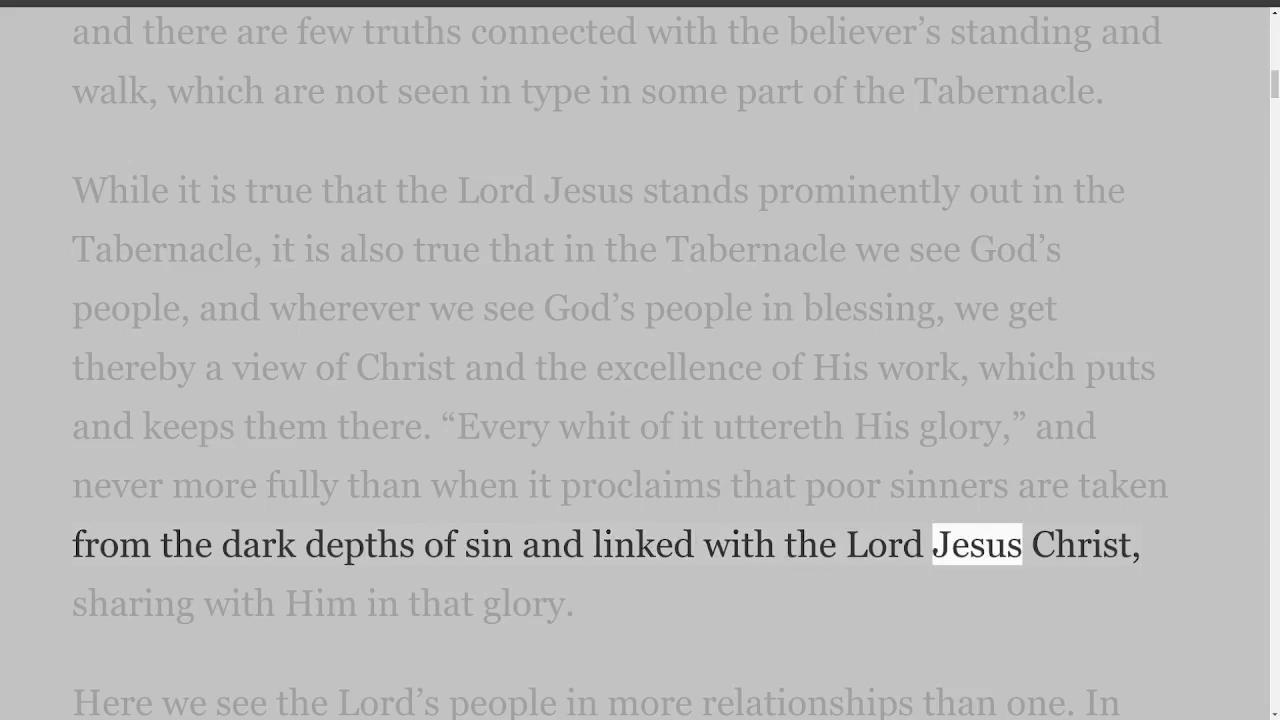 and there are few truths connected with the believer’s standing and
walk, which are not seen in type in some part of the Tabernacle.
While it is true that the Lord Jesus stands prominently out in the
Tabernacle, it is also true that in the Tabernacle we see God’s
people, and wherever we see God’s people in blessing, we get
thereby a view of Christ and the excellence of His work, which puts
and keeps them there. “Every whit of it uttereth His glory,” and
never more fully than when it proclaims that poor sinners are taken
from the dark depths of sin and linked with the Lord Jesus Christ,
sharing with Him in that glory.
Here we see the Lord’s people in more relationships than one. In